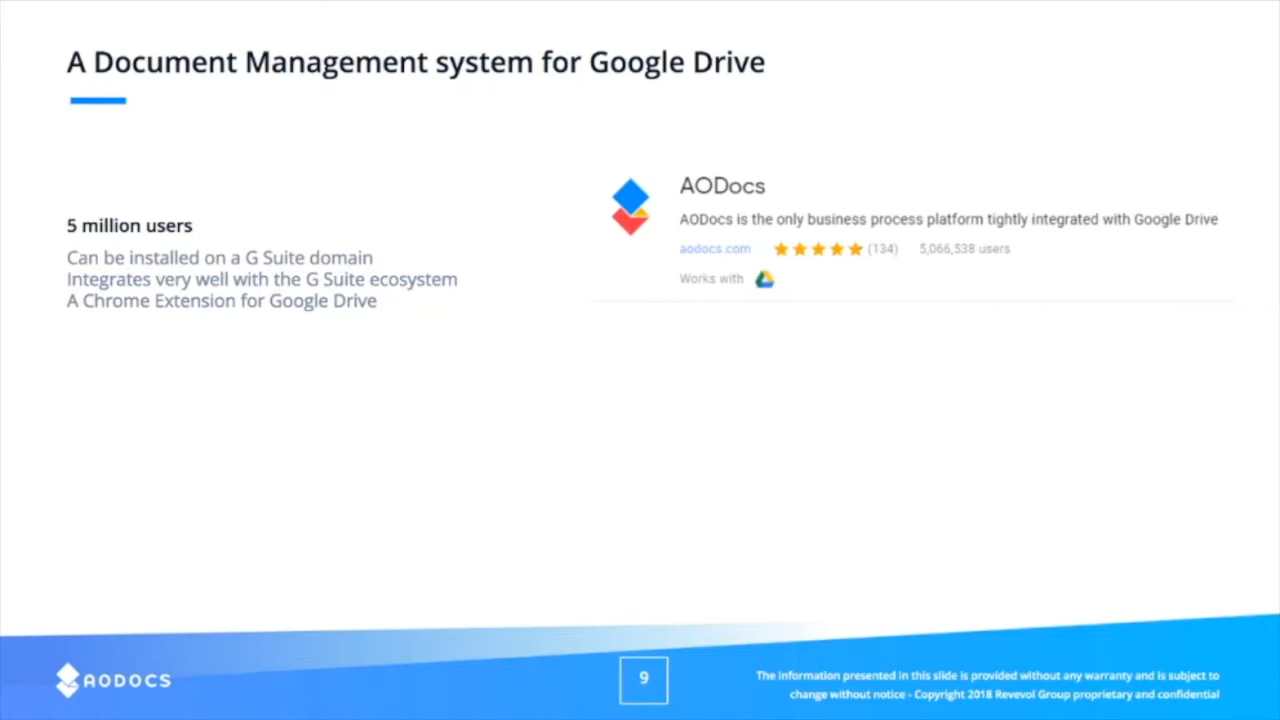 A Document Management system for Google Drive
5 million users
Can be installed on a G Suite domain
Integrates very well with the G Suite ecosystem
A Chrome Extension for Google Drive
AODocs
AODocs is the only business process platform tightly integrated with Google Drive
aodocs.com (134) 5,066,538 users
Works with
AODOCS
9
The information presented in this slide is provided without any warranty and is subject to
change without notice - Copyright 2018 Revevol Group proprietary and confidential